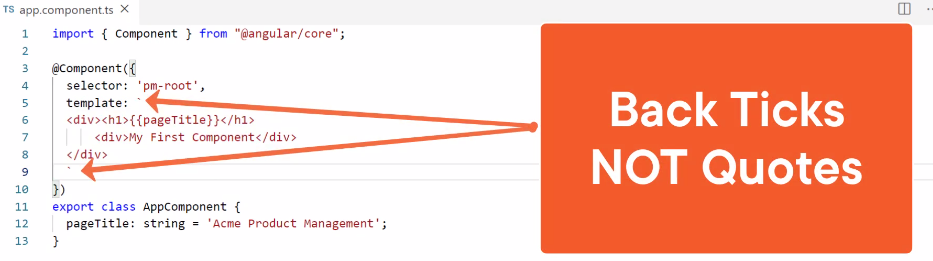 TS app.component.ts ×
1 import { Component } from "@angular/core";
2
3 @Component({
4   selector: 'pm-root',
5   template: `
6   <div><h1>{{pageTitle}}</h1>
7       <div>My First Component</div>
8   </div>
9   `
10 })
11 export class AppComponent {
12   pageTitle: string = 'Acme Product Management';
13 }
Back Ticks
NOT Quotes